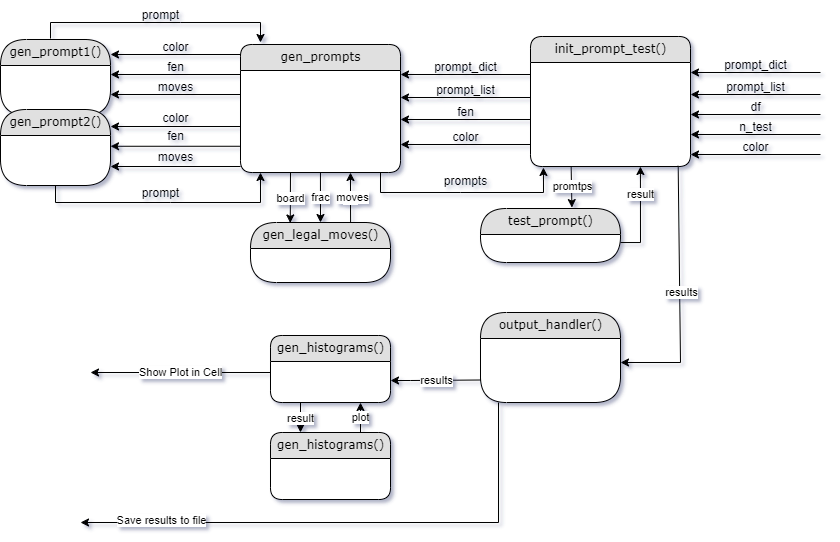 prompt
gen_prompt1()
color
fen
moves
gen_prompt2()
color
fen
moves
prompt
gen_prompts
prompt_dict
prompt_list
fen
color
init_prompt_test()
prompt_dict
prompt_list
df
n_test
color
prompts
board
frac
moves
gen_legal_moves()
promtps
result
test_prompt()
results
output_handler()
results
gen_histograms()
Show Plot in Cell
result
plot
gen_histograms()
Save results to file